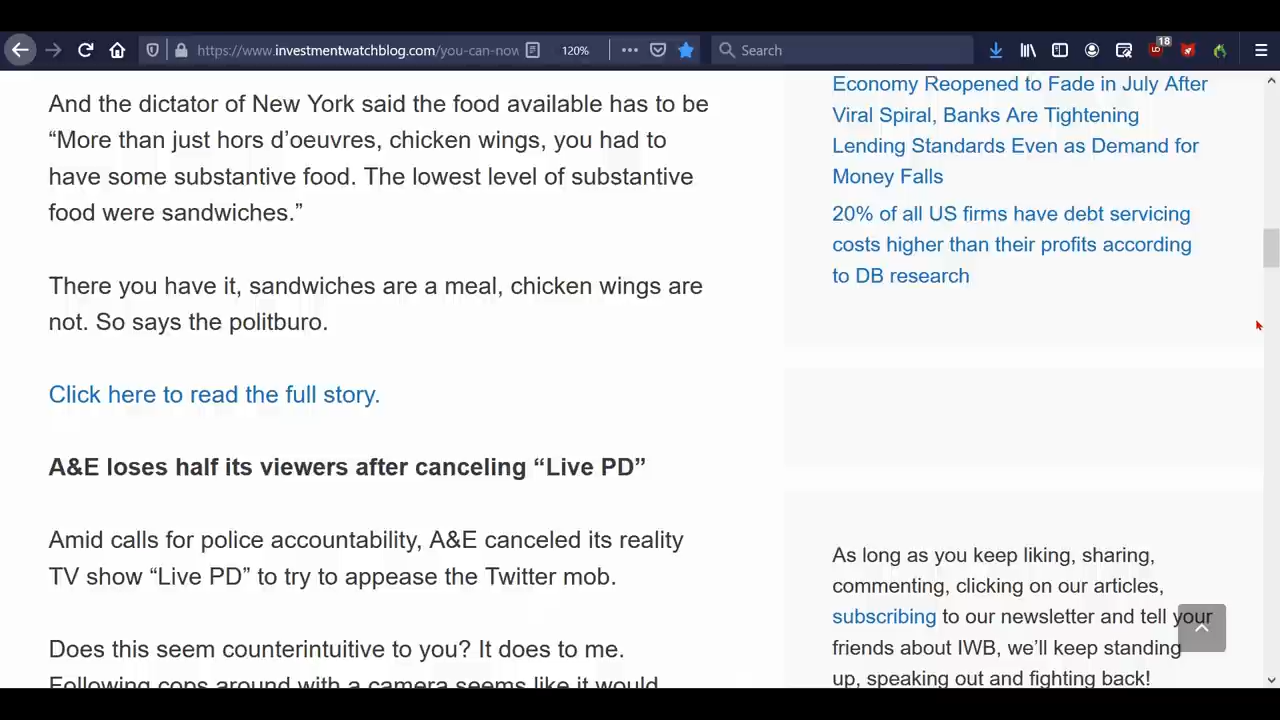 https://www.investmentwatchblog.com/you-can-now
120%
Search
18
And the dictator of New York said the food available has to be
“More than just hors d’oeuvres, chicken wings, you had to
have some substantive food. The lowest level of substantive
food were sandwiches.”
There you have it, sandwiches are a meal, chicken wings are
not. So says the politburo.
Click here to read the full story.
A&E loses half its viewers after canceling “Live PD”
Amid calls for police accountability, A&E canceled its reality
TV show “Live PD” to try to appease the Twitter mob.
Does this seem counterintuitive to you? It does to me.
Following cops around with a camera seems like it would
Economy Reopened to Fade in July After
Viral Spiral, Banks Are Tightening
Lending Standards Even as Demand for
Money Falls
20% of all US firms have debt servicing
costs higher than their profits according
to DB research
As long as you keep liking, sharing,
commenting, clicking on our articles,
subscribing to our newsletter and tell your
friends about IWB, we’ll keep standing
up, speaking out and fighting back!